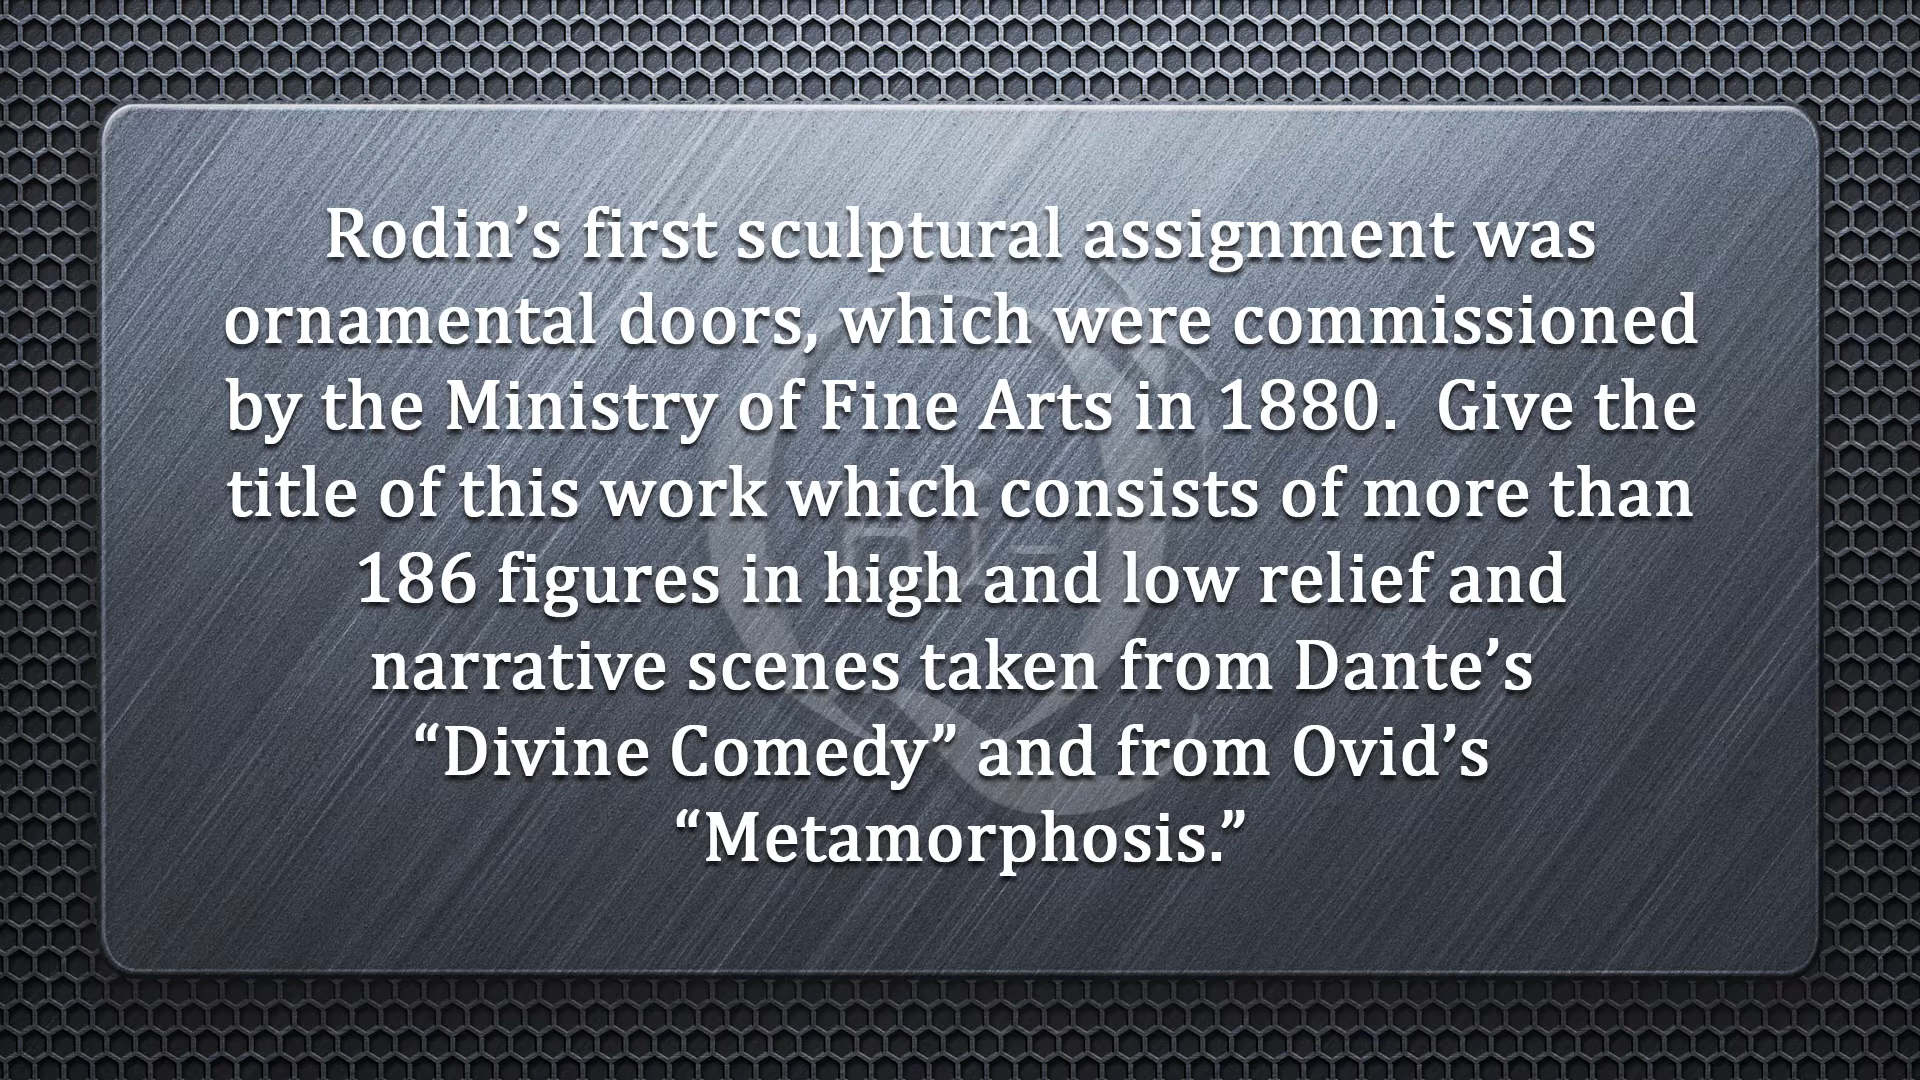 Rodin’s first sculptural assignment was
ornamental doors, which were commissioned
by the Ministry of Fine Arts in 1880.  Give the
title of this work which consists of more than
186 figures in high and low relief and
narrative scenes taken from Dante’s
“Divine Comedy” and from Ovid’s
“Metamorphosis.”